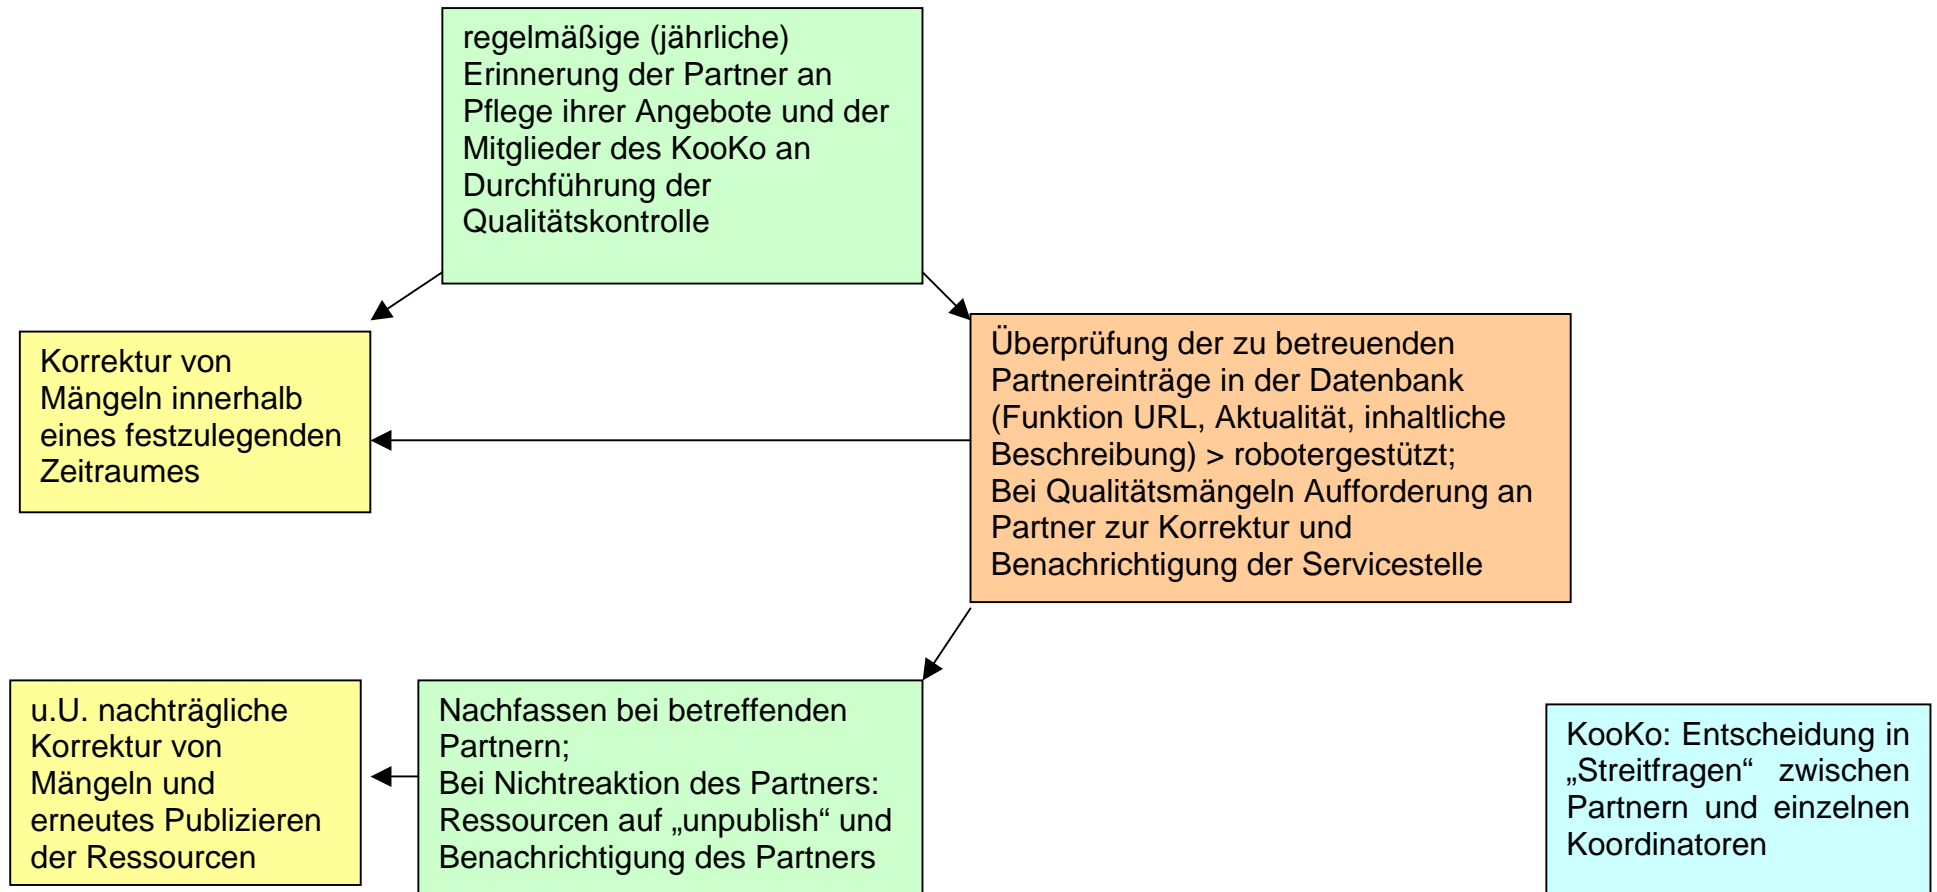 regelmäßige (jährliche)
Erinnerung der Partner an
Pflege ihrer Angebote und der
Mitglieder des KooKo an
Durchführung der
Qualitätskontrolle
Korrektur von
Mängeln innerhalb
eines festzulegenden
Zeitraumes
Überprüfung der zu betreuenden
Partnereinträge in der Datenbank
(Funktion URL, Aktualität, inhaltliche
Beschreibung) > robotergestützt;
Bei Qualitätsmängeln Aufforderung an
Partner zur Korrektur und
Benachrichtigung der Servicestelle
u.U. nachträgliche
Korrektur von
Mängeln und
erneutes Publizieren
der Ressourcen
Nachfassen bei betreffenden
Partnern;
Bei Nichtreaktion des Partners:
Ressourcen auf „unpublish“ und
Benachrichtigung des Partners
KooKo: Entscheidung in
„Streitfragen“ zwischen
Partnern und einzelnen
Koordinatoren